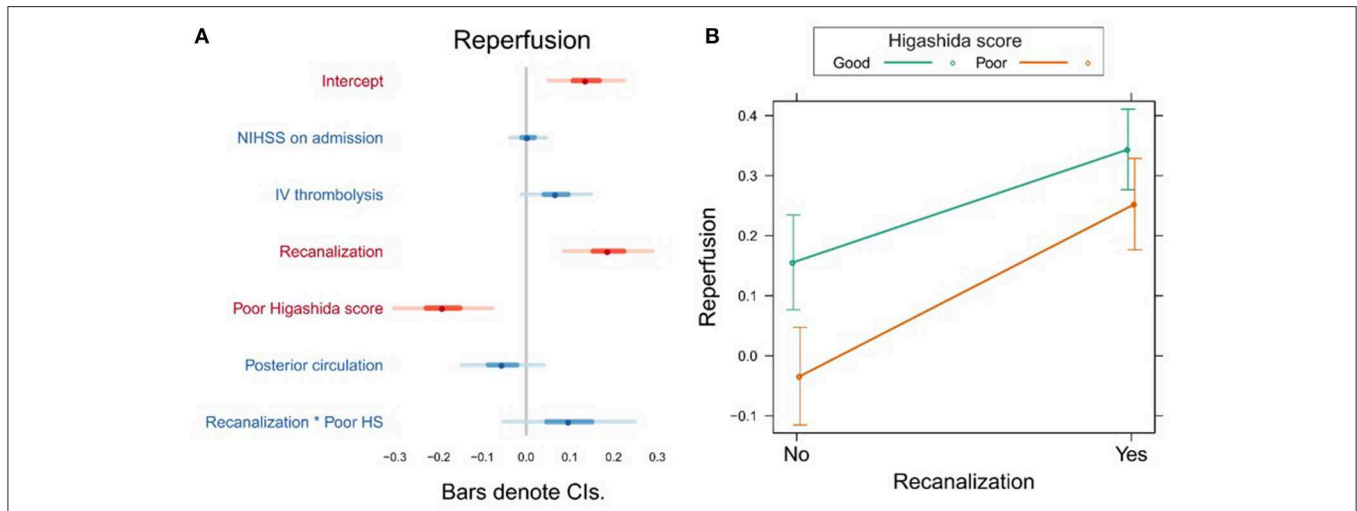 A
Reperfusion
Intercept
NIHSS on admission
IV thrombolysis
Recanalization
Poor Higashida score
Posterior circulation
Recanalization * Poor HS
−0.3 −0.2 −0.1 0.0 0.1 0.2 0.3
Bars denote CIs.
B
Higashida score
Good Poor
0.4
0.3
0.2
0.1
0.0
−0.1
Reperfusion
No Yes
Recanalization